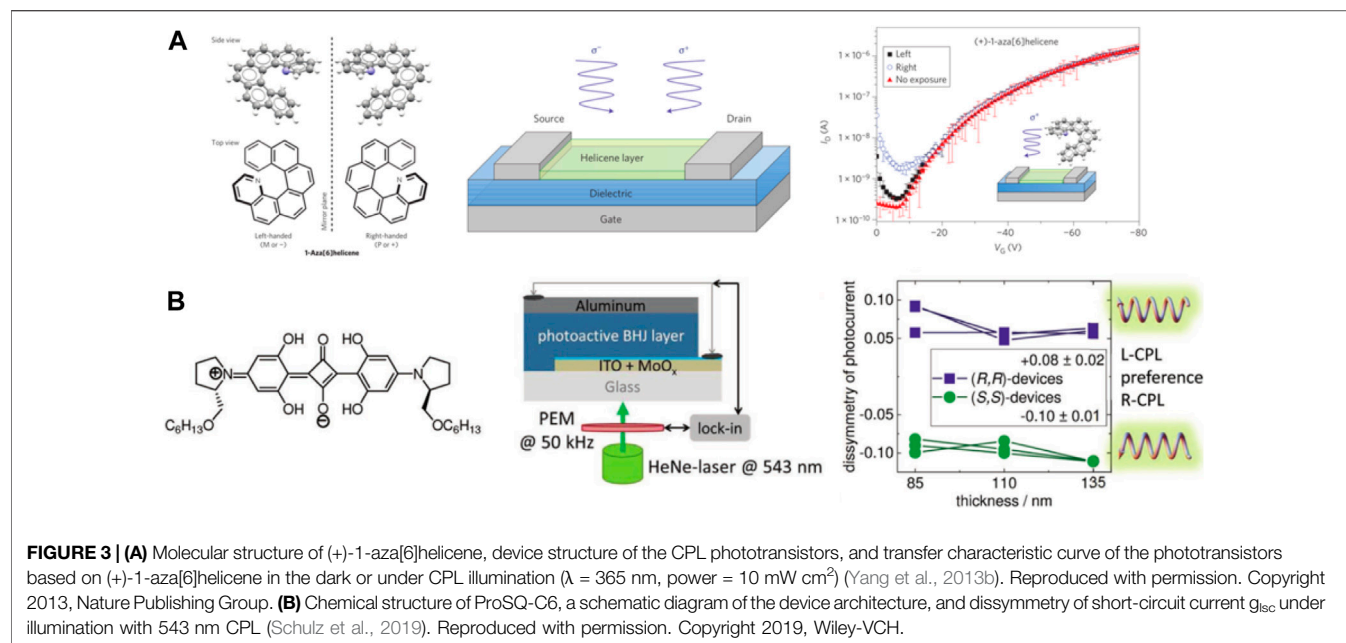 A
Side view
Top view
Mirror plane
N
N
Left-handed
(M or −)
Right-handed
(P or +)
1-Aza[6]helicene
σ−
σ+
Source
Drain
Helicene layer
Dielectric
Gate
(+)-1-aza[6]helicene
Left
Right
No exposure
σ+
1 × 10−6
1 × 10−7
1 × 10−8
1 × 10−9
1 × 10−10
ID (A)
0
−20
−40
−60
−80
VG (V)
B
OH
O
OH
N
N
OH
O
OH
C6H13
O
OC6H13
Aluminum
photoactive BHJ layer
ITO + MoOx
Glass
PEM
@ 50 kHz
lock-in
HeNe-laser @ 543 nm
dissymmetry of photocurrent
0.10
0.05
-0.05
-0.10
+0.08 ± 0.02
(R,R)-devices
(S,S)-devices
-0.10 ± 0.01
85
110
135
thickness / nm
L-CPL
preference
R-CPL
FIGURE 3 | (A) Molecular structure of (+)-1-aza[6]helicene, device structure of the CPL phototransistors, and transfer characteristic curve of the phototransistors
based on (+)-1-aza[6]helicene in the dark or under CPL illumination (λ = 365 nm, power = 10 mW cm²) (Yang et al., 2013b). Reproduced with permission. Copyright
2013, Nature Publishing Group. (B) Chemical structure of ProSQ-C6, a schematic diagram of the device architecture, and dissymmetry of short-circuit current glsc under
illumination with 543 nm CPL (Schulz et al., 2019). Reproduced with permission. Copyright 2019, Wiley-VCH.